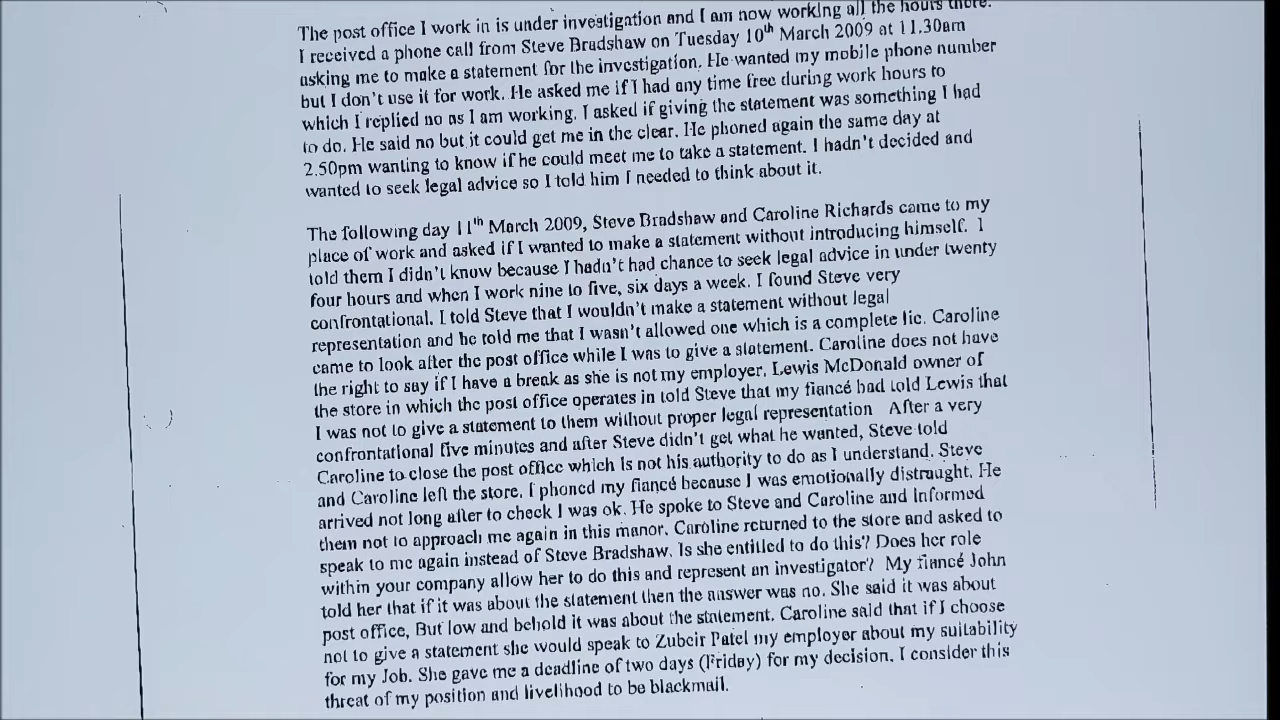 The post office I work in is under investigation and I am now working all the hours there.
I received a phone call from Steve Bradshaw on Tuesday 10th March 2009 at 11.30am
asking me to make a statement for the investigation. He wanted my mobile phone number
but I don't use it for work. He asked me if I had any time free during work hours to
which I replied no as I am working. I asked if giving the statement was something I had
to do. He said no but it could get me in the clear. He phoned again the same day at
2.50pm wanting to know if he could meet me to take a statement. I hadn't decided and
wanted to seek legal advice so I told him I needed to think about it.
The following day 11th March 2009, Steve Bradshaw and Caroline Richards came to my
place of work and asked if I wanted to make a statement without introducing himself. I
told them I didn't know because I hadn't had chance to seek legal advice in under twenty
four hours and when I work nine to five, six days a week. I found Steve very
confrontational. I told Steve that I wouldn't make a statement without legal
representation and he told me that I wasn't allowed one which is a complete lie. Caroline
came to look after the post office while I was to give a statement. Caroline does not have
the right to say if I have a break as she is not my employer. Lewis McDonald owner of
the store in which the post office operates in told Steve that my fiancé had told Lewis that
I was not to give a statement to them without proper legal representation After a very
confrontational five minutes and after Steve didn't get what he wanted, Steve told
Caroline to close the post office which is not his authority to do as I understand. Steve
and Caroline left the store. I phoned my fiancé because I was emotionally distraught. He
arrived not long after to check I was ok. He spoke to Steve and Caroline and informed
them not to approach me again in this manor. Caroline returned to the store and asked to
speak to me again instead of Steve Bradshaw. Is she entitled to do this? Does her role
within your company allow her to do this and represent an investigator? My fiancé John
told her that if it was about the statement then the answer was no. She said it was about
post office, But low and behold it was about the statement. Caroline said that if I choose
not to give a statement she would speak to Zubeir Patel my employer about my suitability
for my Job. She gave me a deadline of two days (Friday) for my decision. I consider this
threat of my position and livelihood to be blackmail.